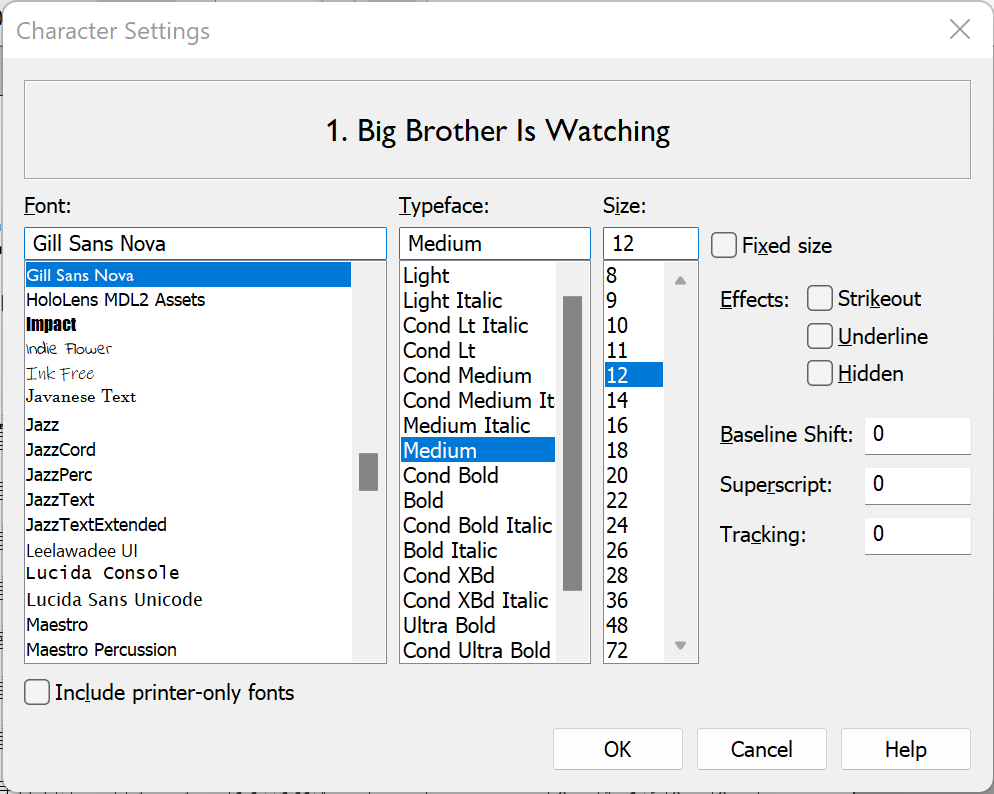 Character Settings
1. Big Brother Is Watching
Font:
Gill Sans Nova
Gill Sans Nova
HoloLens MDL2 Assets
Impact
Indie Flower
Ink Free
Javanese Text
Jazz
JazzCord
JazzPerc
JazzText
JazzTextExtended
Leelawadee UI
Lucida Console
Lucida Sans Unicode
Maestro
Maestro Percussion
Include printer-only fonts
Typeface:
Medium
Light
Light Italic
Cond Lt Italic
Cond Lt
Cond Medium
Cond Medium It
Medium Italic
Medium
Cond Bold
Bold
Cond Bold Italic
Bold Italic
Cond XBd
Cond XBd Italic
Ultra Bold
Cond Ultra Bold
Size:
12
8
9
10
11
12
14
16
18
20
22
24
26
28
36
48
72
Fixed size
Effects:
Strikeout
Underline
Hidden
Baseline Shift: 0
Superscript: 0
Tracking: 0
OK
Cancel
Help